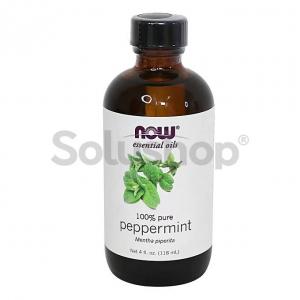 NOW®
essential oils
SoluShop®
100% pure
peppermint
Mentha piperita
Net 4 fl. oz. (118 mL)